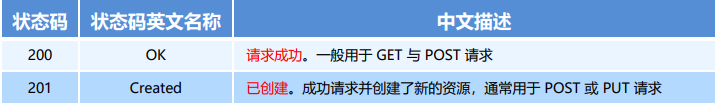 状态码 状态码英文名称 中文描述
200 OK 请求成功。一般用于 GET 与 POST 请求
201 Created 已创建。成功请求并创建了新的资源，通常用于 POST 或 PUT 请求